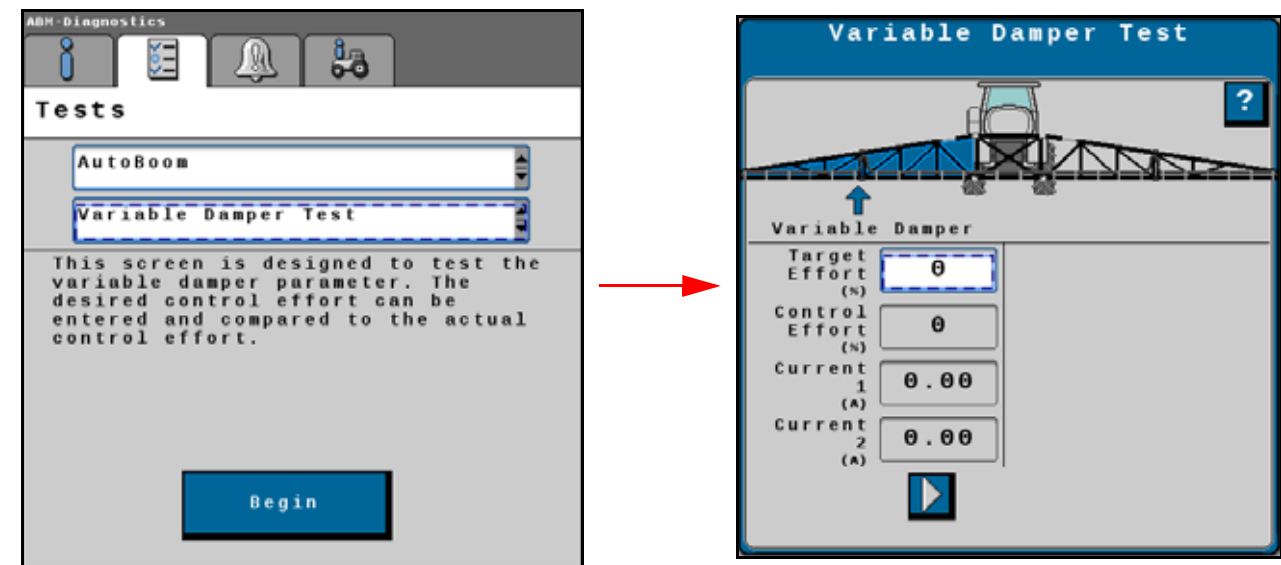 ABM-Diagnostics
Tests
AutoBoom
Variable Damper Test
This screen is designed to test the
variable damper parameter. The
desired control effort can be
entered and compared to the actual
control effort.
Begin
Variable Damper Test
?
Variable Damper
Target
Effort
(%)
0
Control
Effort
(%)
0
Current
1
(A)
0.00
Current
2
(A)
0.00